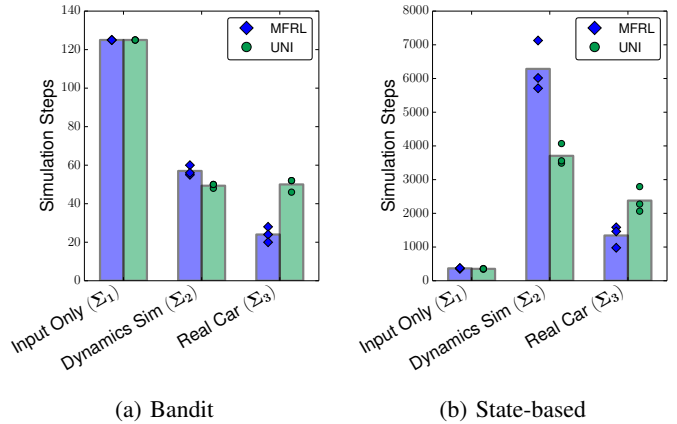 140
120
100
80
60
40
20
0
Simulation Steps
MFRL
UNI
Input Only (Σ₁)
Dynamics Sim (Σ₂)
Real Car (Σ₃)
(a) Bandit
8000
7000
6000
5000
4000
3000
2000
1000
0
Simulation Steps
MFRL
UNI
Input Only (Σ₁)
Dynamics Sim (Σ₂)
Real Car (Σ₃)
(b) State-based